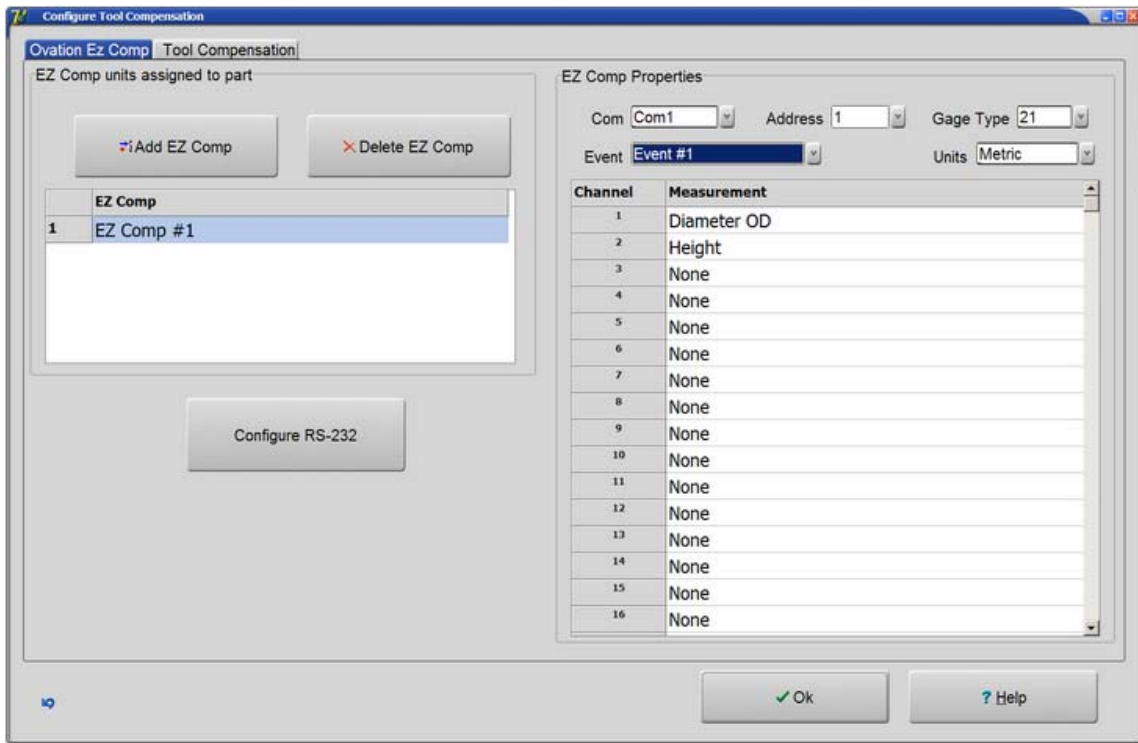 Configure Tool Compensation
Ovation Ez Comp Tool Compensation
EZ Comp units assigned to part
Add EZ Comp Delete EZ Comp
EZ Comp
1 EZ Comp #1
Configure RS-232
EZ Comp Properties
Com Com1 Address 1 Gage Type 21
Event Event #1 Units Metric
Channel Measurement
1 Diameter OD
2 Height
3 None
4 None
5 None
6 None
7 None
8 None
9 None
10 None
11 None
12 None
13 None
14 None
15 None
16 None
Ok ? Help